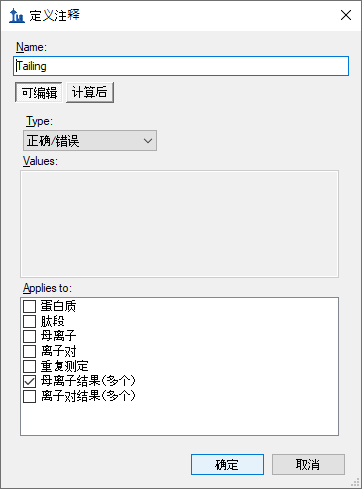 定义注释
Name:
Tailing
可编辑 计算后
Type:
正确/错误
Values:
Applies to:
蛋白质
肽段
母离子
离子对
重复测定
母离子结果(多个)
离子对结果(多个)
确定 取消